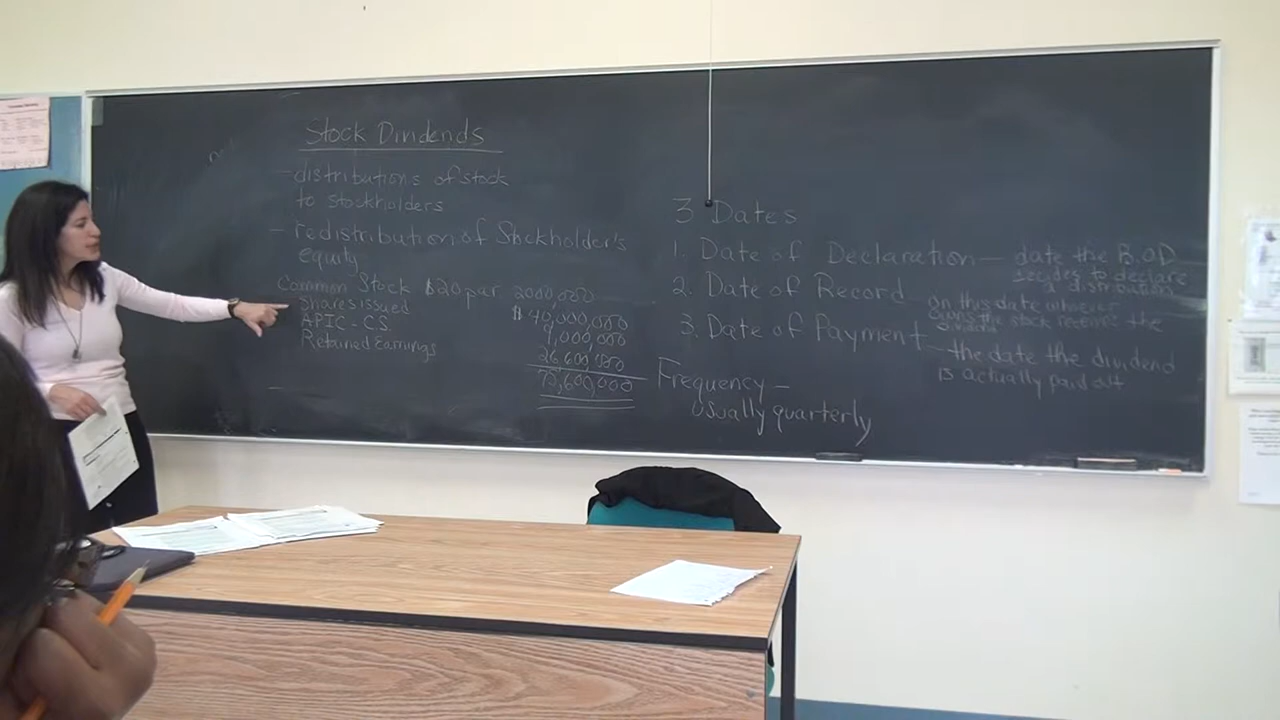 Stock Dividends
- distributions of stock
to stockholders
- redistribution of Stockholder's
equity
Common Stock $20 par 2000,000
Shares issued $ 40,000,000
APIC - CS 9,000,000
Retained Earnings 26,600,000
75,600,000
3 Dates
1. Date of Declaration - date the B.O.D
decides to declare
a distribution
2. Date of Record on this date whoever
owns the stock receives the
dividend
3. Date of Payment - the date the dividend
is actually paid out
Frequency -
usually quarterly